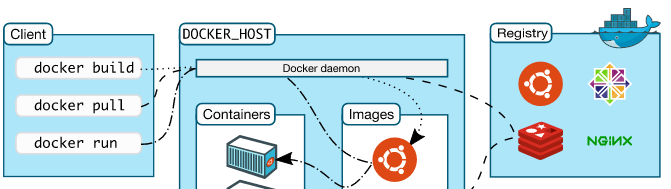 Client
docker build
docker pull
docker run
DOCKER_HOST
Docker daemon
Containers
Images
Registry
NGINX